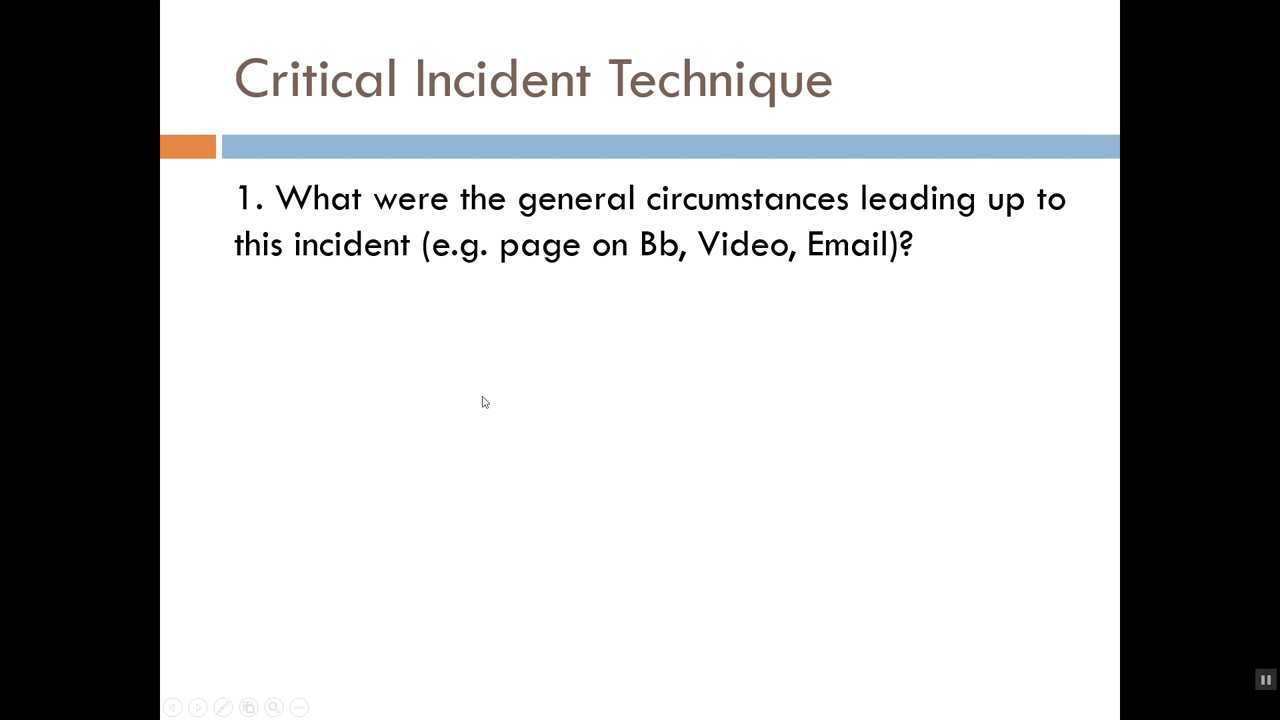 Critical Incident Technique
1. What were the general circumstances leading up to
this incident (e.g. page on Bb, Video, Email)?